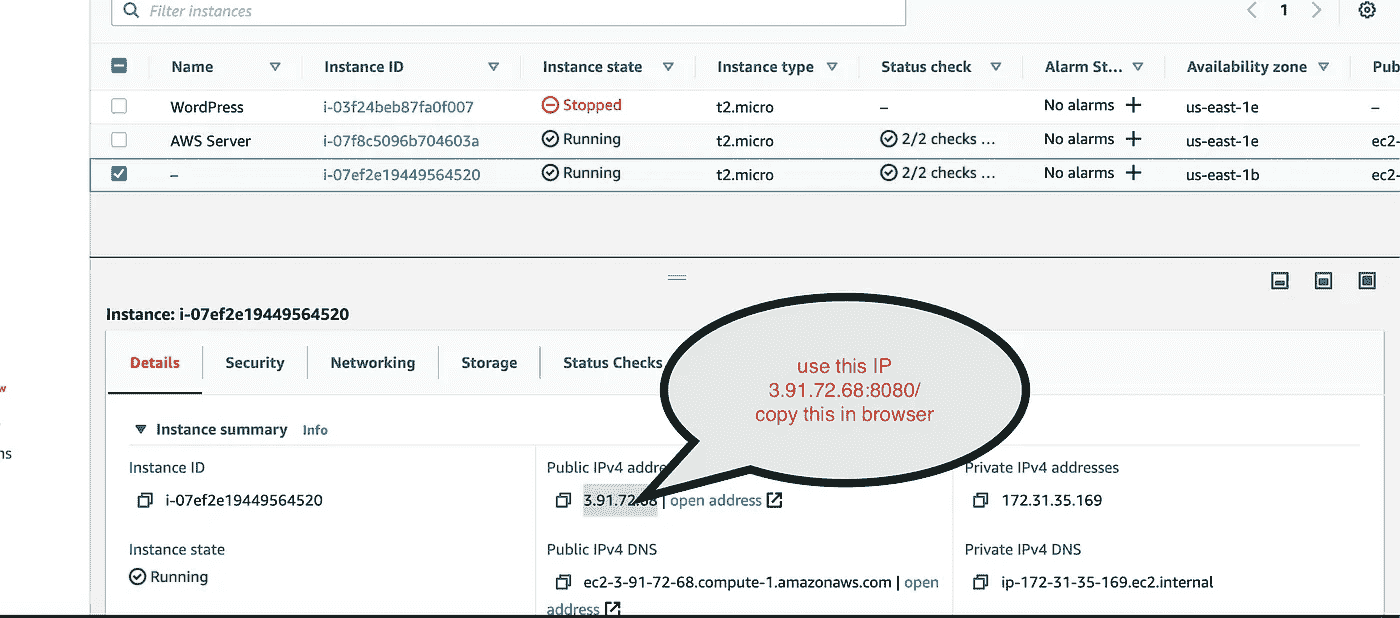 Filter instances
1
Name Instance ID Instance state Instance type Status check Alarm St... Availability zone Pub
WordPress i-03f24beb87fa0f007 Stopped t2.micro – No alarms + us-east-1e –
AWS Server i-07f8c5096b704603a Running t2.micro 2/2 checks ... No alarms + us-east-1e ec2-
– i-07ef2e19449564520 Running t2.micro 2/2 checks ... No alarms + us-east-1b ec2-
Instance: i-07ef2e19449564520
Details Security Networking Storage Status Checks
use this IP
3.91.72.68:8080/
copy this in browser
w
ns
Instance summary Info
Instance ID Public IPv4 addre Private IPv4 addresses
i-07ef2e19449564520 3.91.72.68 | open address 172.31.35.169
Instance state Public IPv4 DNS Private IPv4 DNS
Running ec2-3-91-72-68.compute-1.amazonaws.com | open ip-172-31-35-169.ec2.internal
address